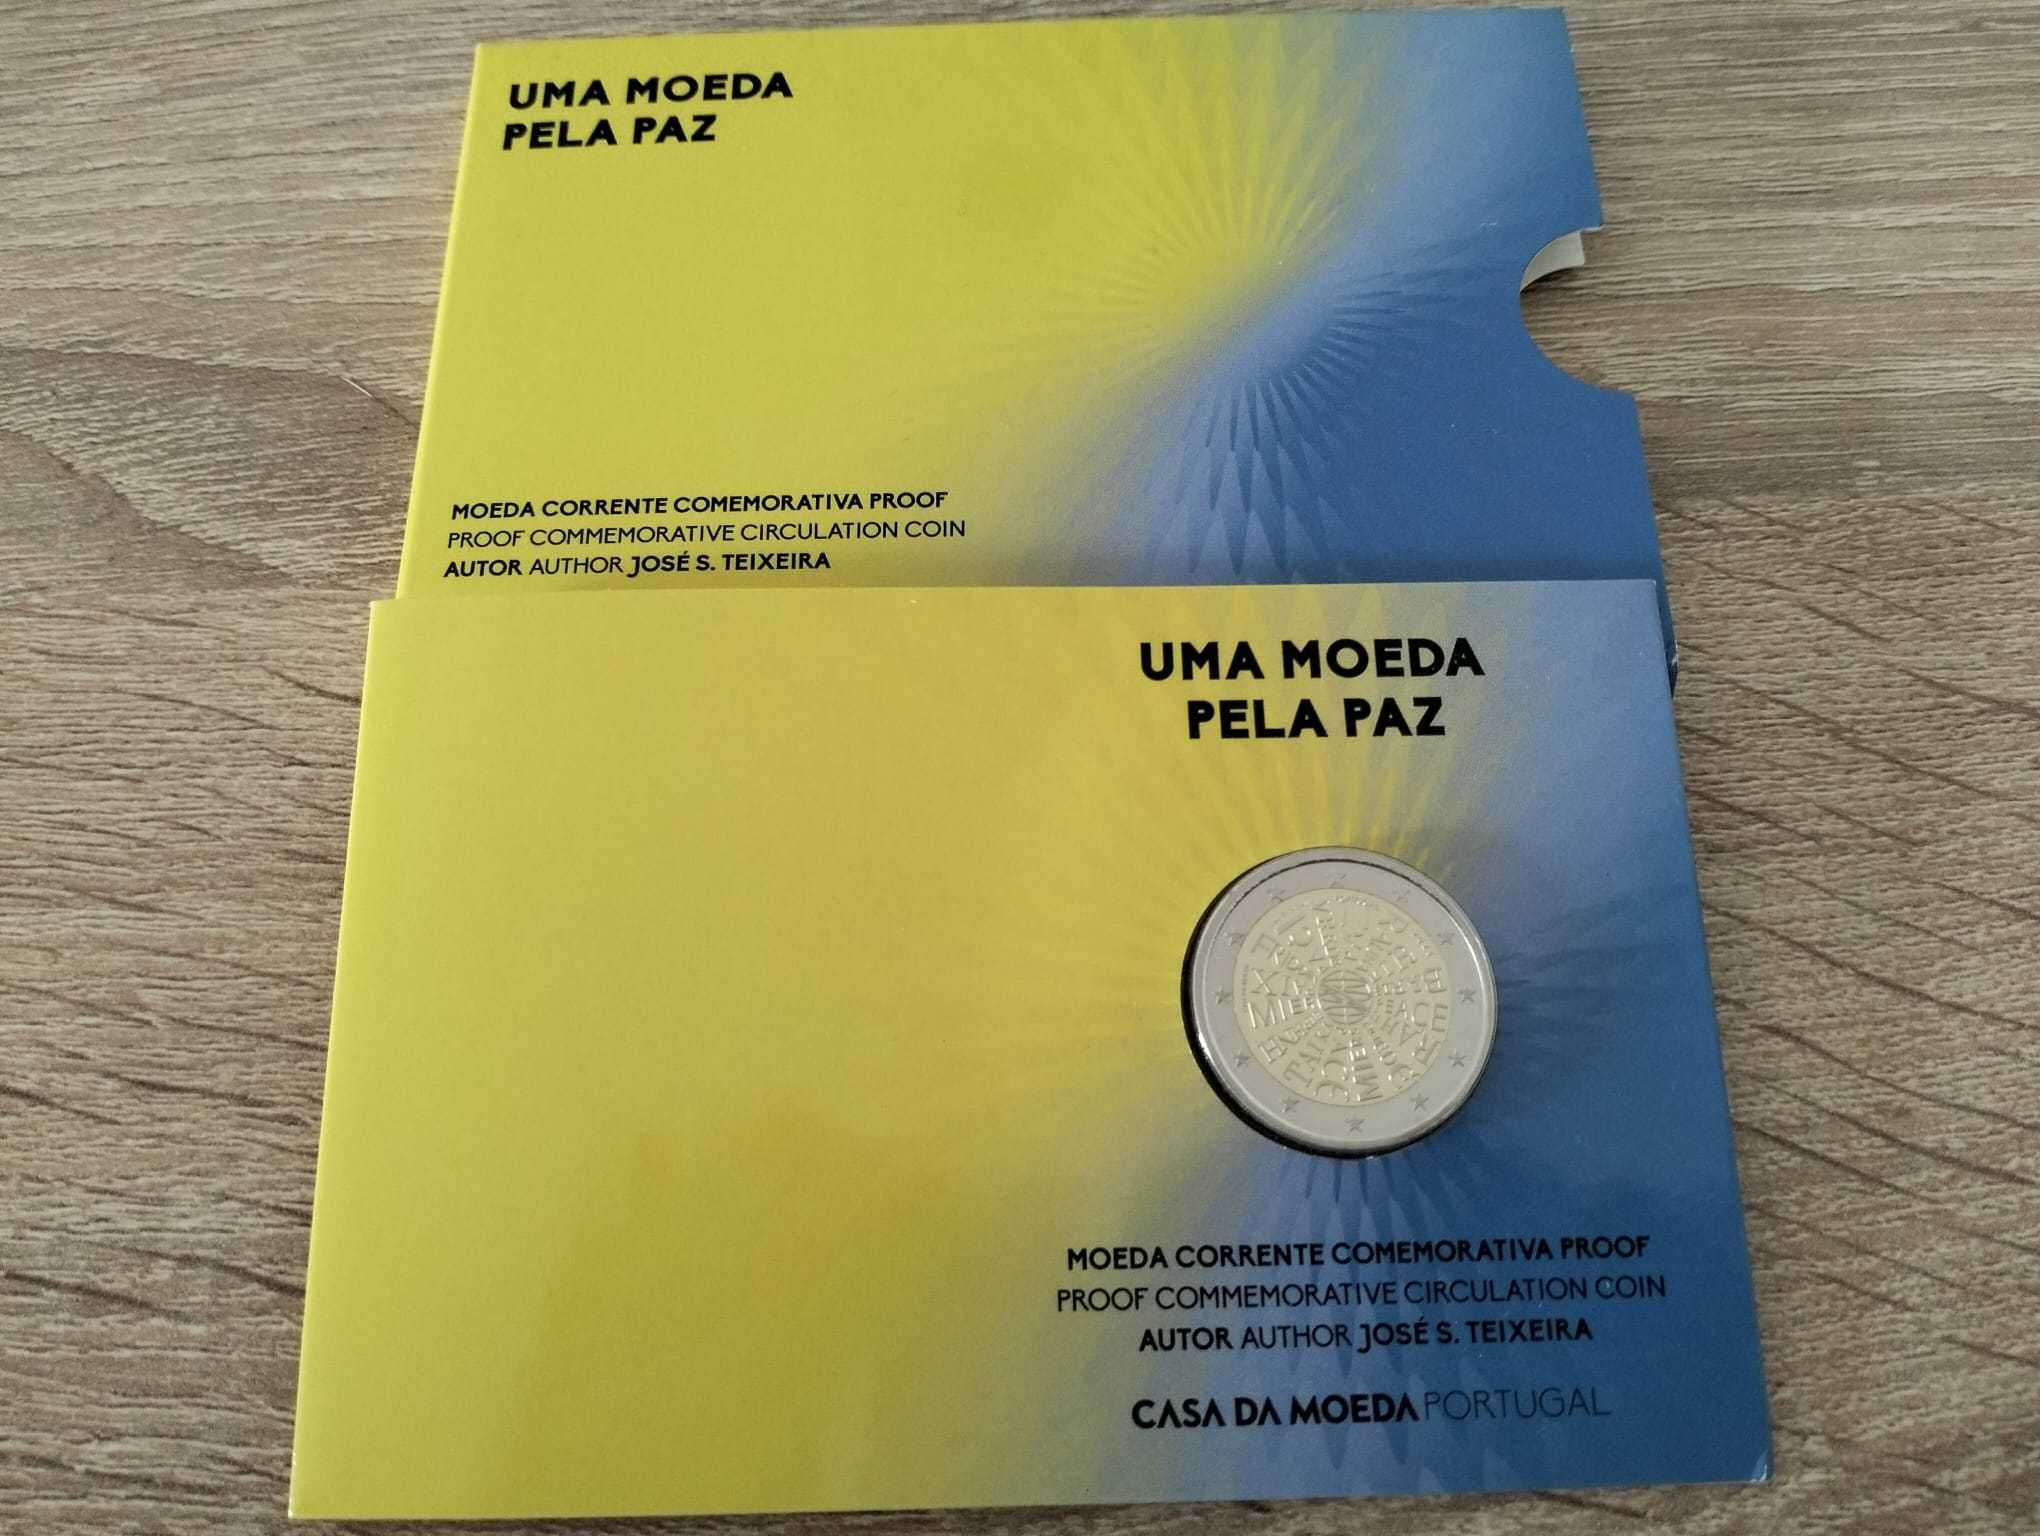 UMA MOEDA
PELA PAZ
MOEDA CORRENTE COMEMORATIVA PROOF
PROOF COMMEMORATIVE CIRCULATION COIN
AUTOR AUTHOR JOSÉ S. TEIXEIRA
UMA MOEDA
PELA PAZ
MOEDA CORRENTE COMEMORATIVA PROOF
PROOF COMMEMORATIVE CIRCULATION COIN
AUTOR AUTHOR JOSÉ S. TEIXEIRA
CASA DA MOEDA PORTUGAL